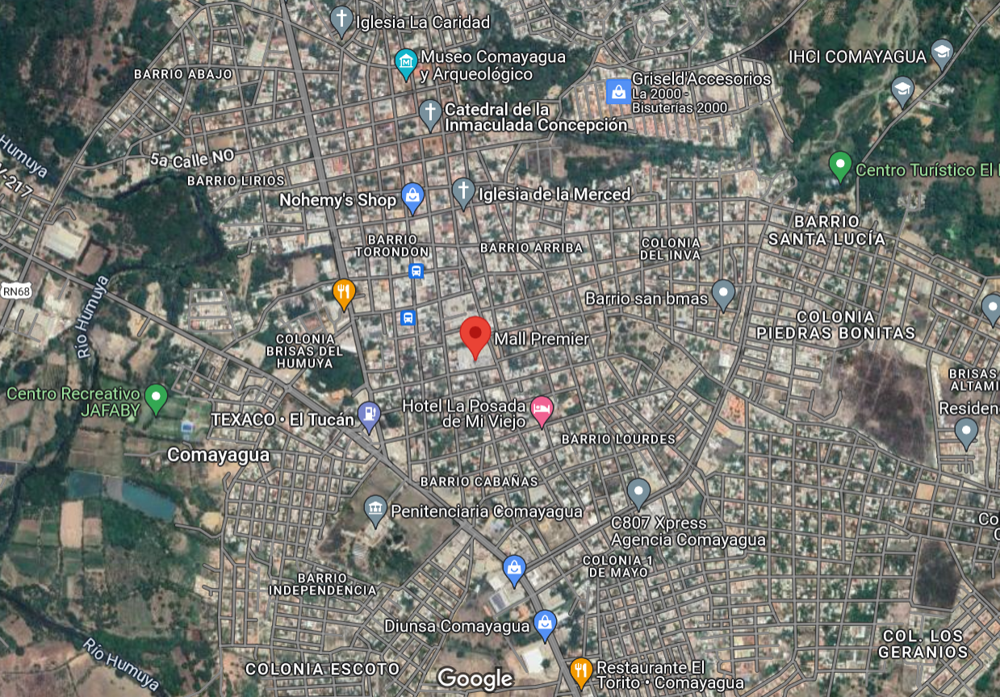 Iglesia La Caridad
Museo Comayagua
y Arqueológico
IHCI COMAYAGUA
BARRIO ABAJO
Griseld'Accesorios
La 2000 -
Bisuterías 2000
Catedral de la
Inmaculada Concepción
Humuya
5a Calle NO
V-217
BARRIO LIRIOS
Centro Turístico El
Nohemy's Shop
Iglesia de la Merced
BARRIO
SANTA LUCÍA
BARRIO
TORONDON
BARRIO ARRIBA
COLONIA
DEL INVA
RN68
Río Humuya
Barrio san bmas
COLONIA
PIEDRAS BONITAS
COLONIA
BRISAS DEL
HUMUYA
Mall Premier
BRISAS
ALTAMI
Centro Recreativo
JAFABY
Hotel La Posada
de Mi Viejo
Residen
TEXACO • El Tucán
BARRIO LOURDES
Comayagua
BARRIO CABAÑAS
Penitenciaria Comayagua
C807 Xpress
Agencia Comayagua
Co
COLONIA 1
DE MAYO
BARRIO
INDEPENDENCIA
Diunsa Comayagua
COL. LOS
GERANIOS
Río Humuya
COLONIA ESCOTO
Google
Restaurante El
Torito • Comayagua